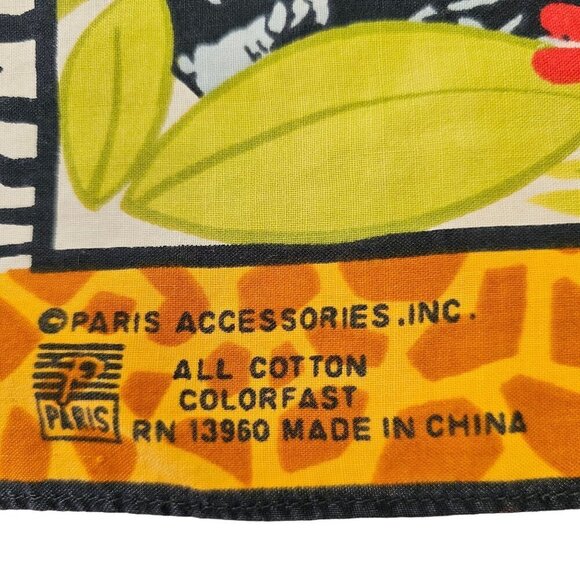 ©PARIS ACCESSORIES.INC.
ALL COTTON
COLORFAST
PARIS
RN 13960 MADE IN CHINA